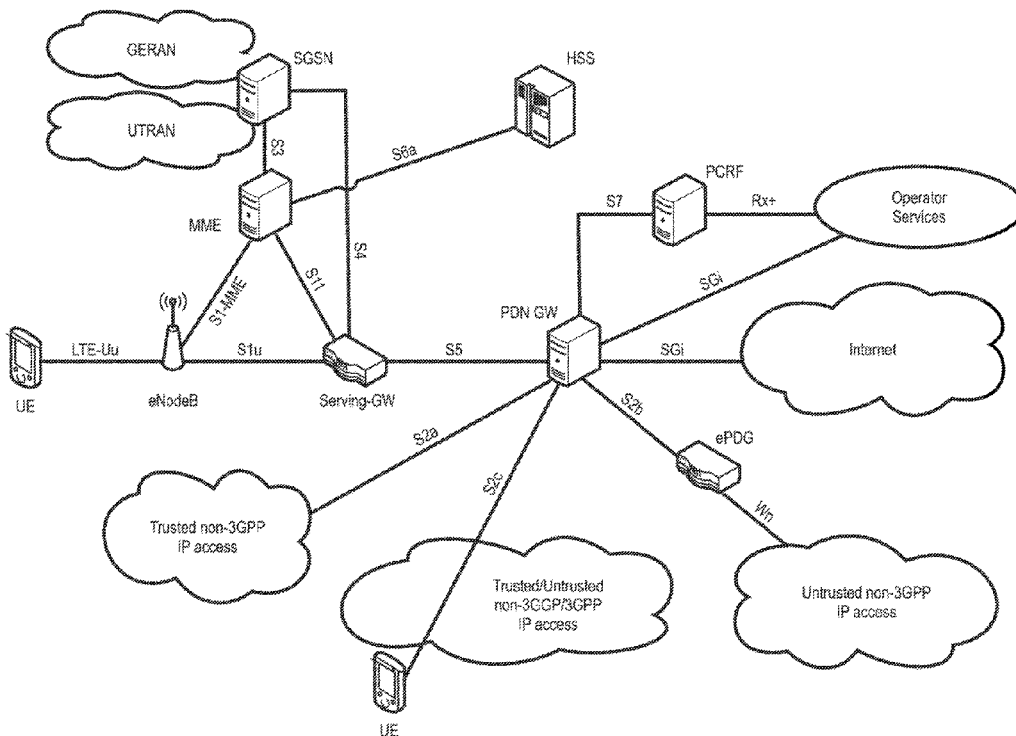 GERAN
SGSN
HSS
UTRAN
S3
S6a
PCRF
MME
S7
Rx+
Operator
Services
S4
S11
S1-MME
SGi
PDN GW
LTE-Uu
S1u
S5
SGi
Internet
UE
eNodeB
Serving-GW
S2a
S2b
ePDG
S2c
Wn
Trusted non-3GPP
IP access
Trusted/Untrusted
non-3GGP/3GPP
IP access
Untrusted non-3GPP
IP access
UE